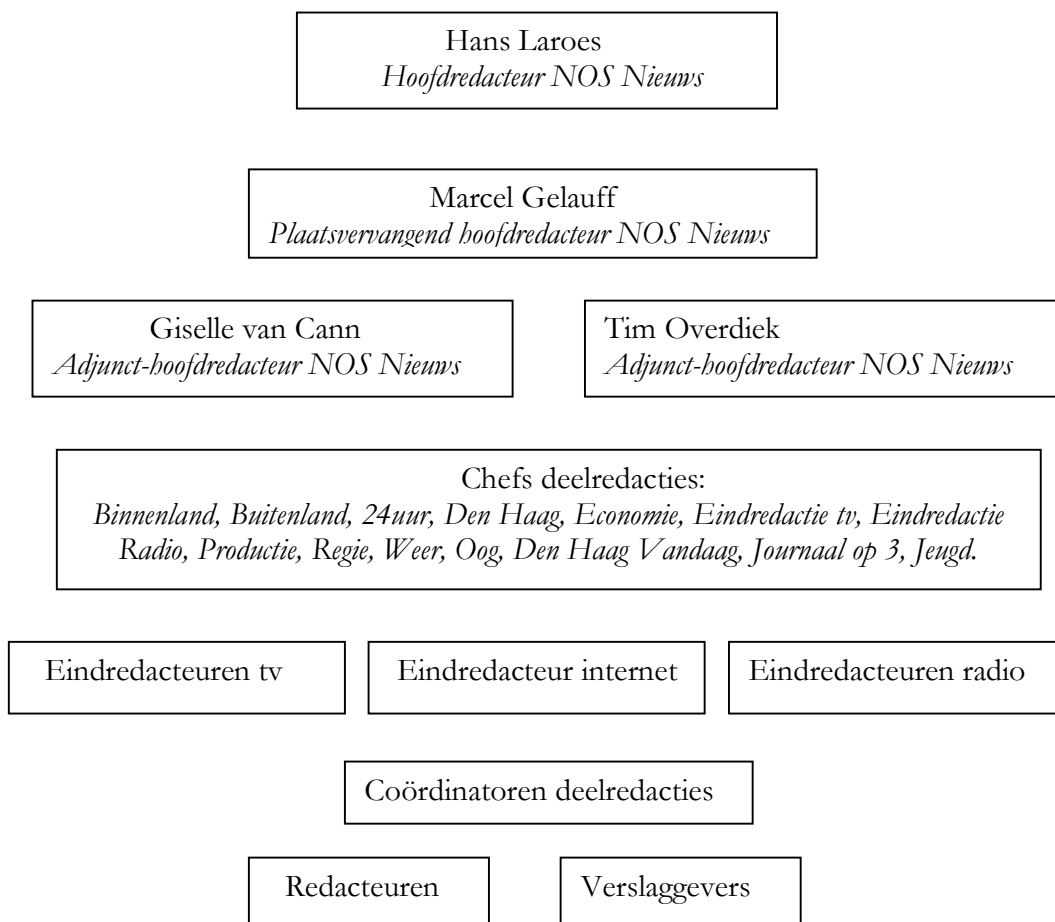 Hans Laroes
Hoofdredacteur NOS Nieuws
Marcel Gelauff
Plaatsvervangend hoofdredacteur NOS Nieuws
Giselle van Cann
Adjunct-hoofdredacteur NOS Nieuws
Tim Overdiek
Adjunct-hoofdredacteur NOS Nieuws
Chefs deelredacties:
Binnenland, Buitenland, 24uur, Den Haag, Economie, Eindredactie tv, Eindredactie
Radio, Productie, Regie, Weer, Oog, Den Haag Vandaag, Journaal op 3, Jeugd.
Eindredacteuren tv
Eindredacteur internet
Eindredacteuren radio
Coördinatoren deelredacties
Redacteuren
Verslaggevers